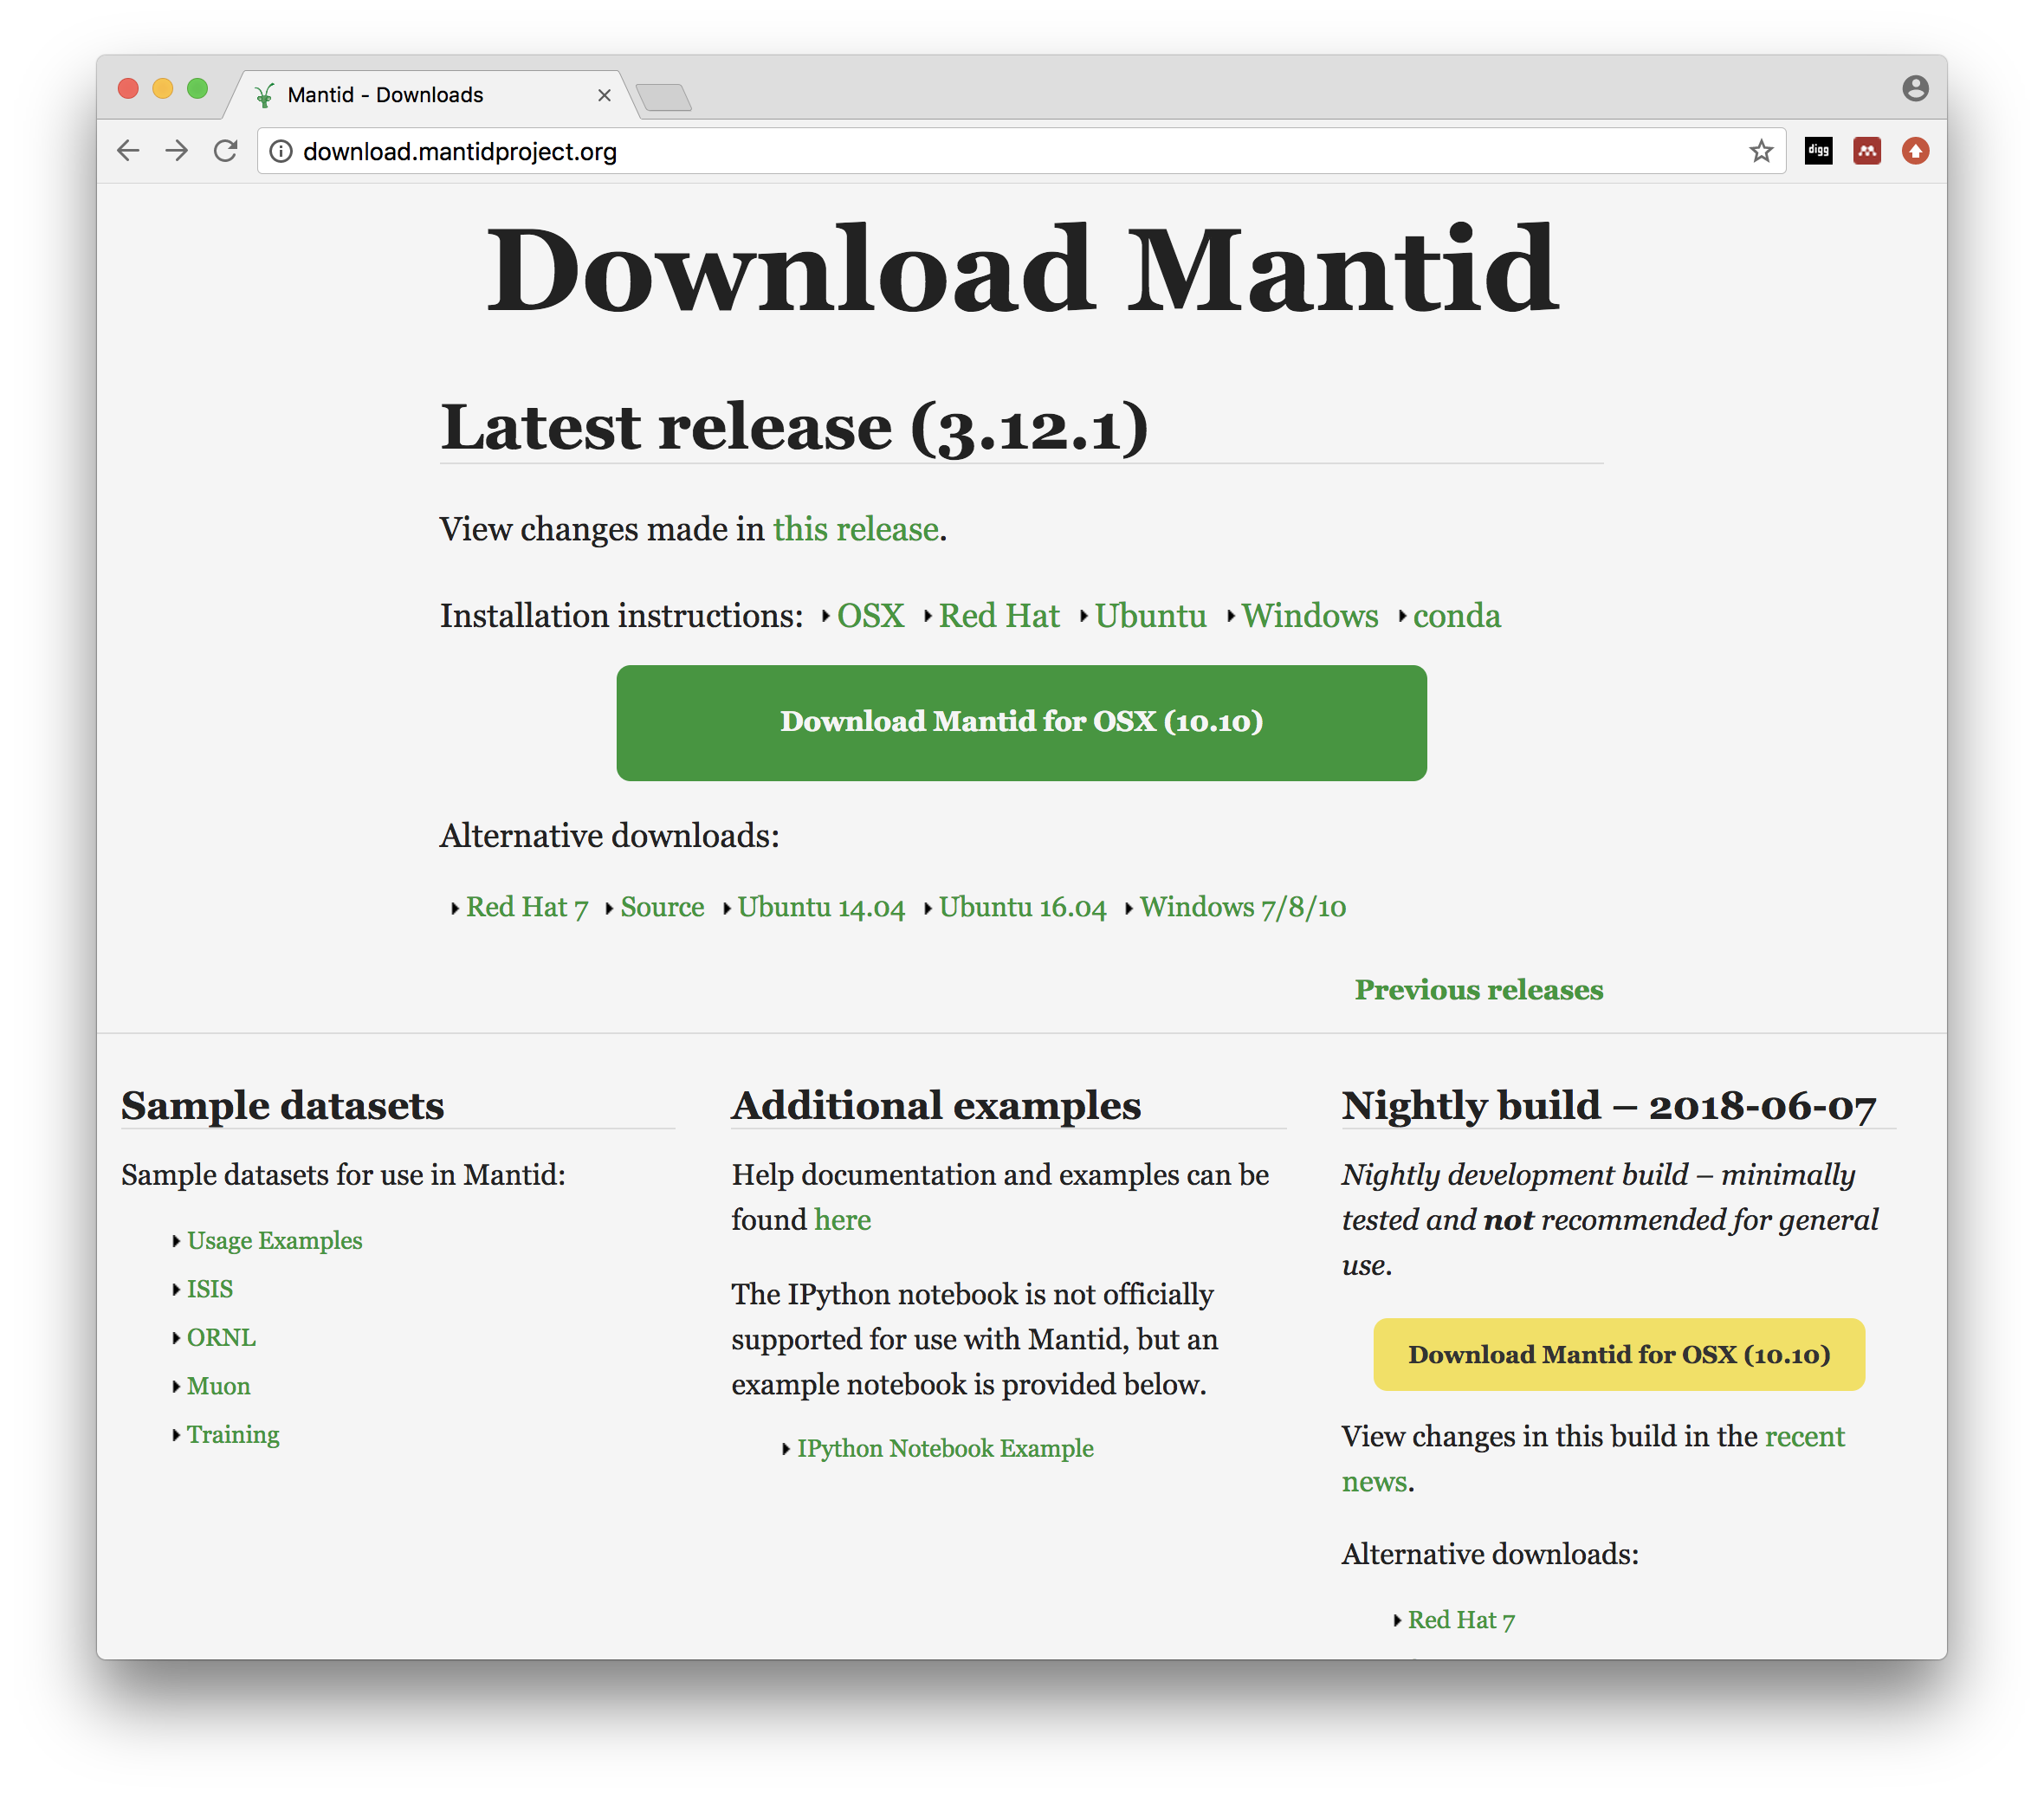 Mantid - Downloads
download.mantidproject.org
digg
Download Mantid
Latest release (3.12.1)
View changes made in this release.
Installation instructions: OSX Red Hat Ubuntu Windows conda
Download Mantid for OSX (10.10)
Alternative downloads:
Red Hat 7 Source Ubuntu 14.04 Ubuntu 16.04 Windows 7/8/10
Previous releases
Sample datasets
Sample datasets for use in Mantid:
Usage Examples
ISIS
ORNL
Muon
Training
Additional examples
Help documentation and examples can be
found here
The IPython notebook is not officially
supported for use with Mantid, but an
example notebook is provided below.
IPython Notebook Example
Nightly build – 2018-06-07
Nightly development build – minimally
tested and not recommended for general
use.
Download Mantid for OSX (10.10)
View changes in this build in the recent
news.
Alternative downloads:
Red Hat 7